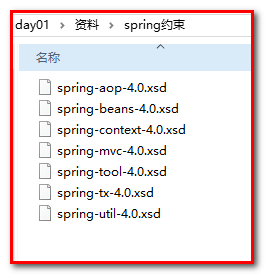 day01 > 资料 > spring约束
名称
spring-aop-4.0.xsd
spring-beans-4.0.xsd
spring-context-4.0.xsd
spring-mvc-4.0.xsd
spring-tool-4.0.xsd
spring-tx-4.0.xsd
spring-util-4.0.xsd